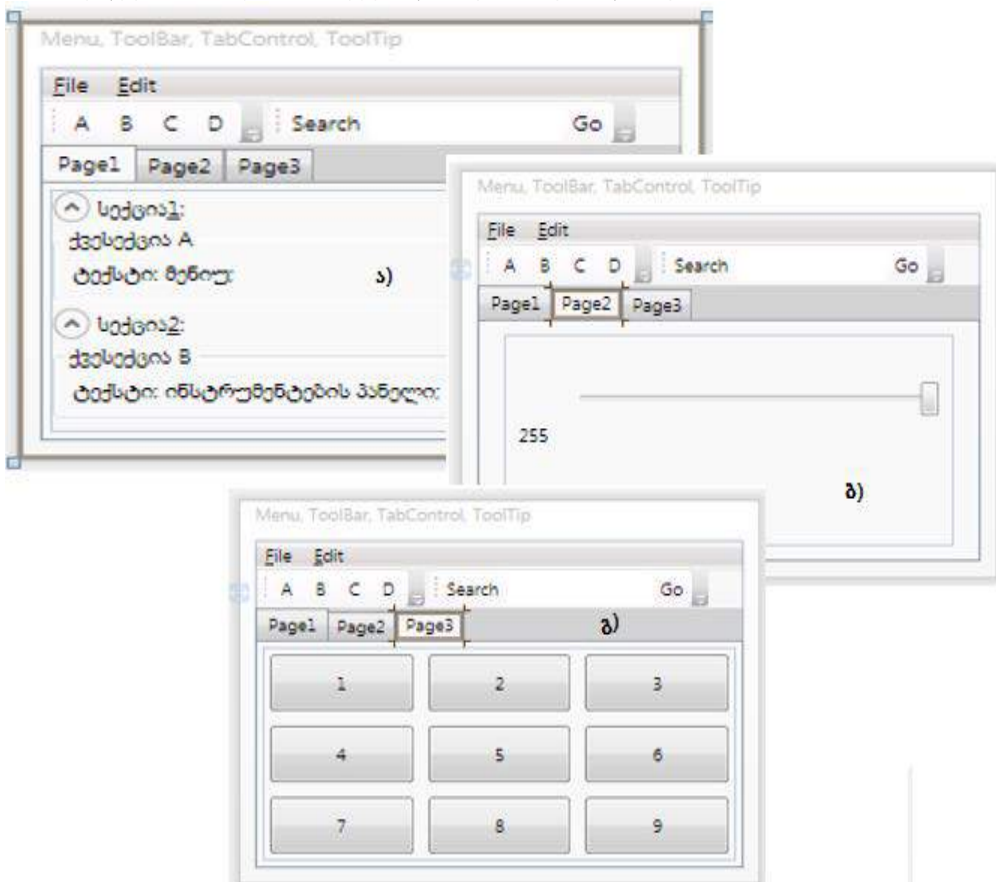 Menu, ToolBar, TabControl, ToolTip
File Edit
A B C D Search Go
Page1 Page2 Page3
სექცია1:
ქვესექცია A
ტექსტი: მენიუ; ა)
სექცია2:
ქვესექცია B
ტექსტი: ინსტრუმენტების პანელი;
Menu, ToolBar, TabControl, ToolTip
File Edit
A B C D Search Go
Page1 Page2 Page3
255
ბ)
Menu, ToolBar, TabControl, ToolTip
File Edit
A B C D Search Go
Page1 Page2 Page3 გ)
1 2 3
4 5 6
7 8 9